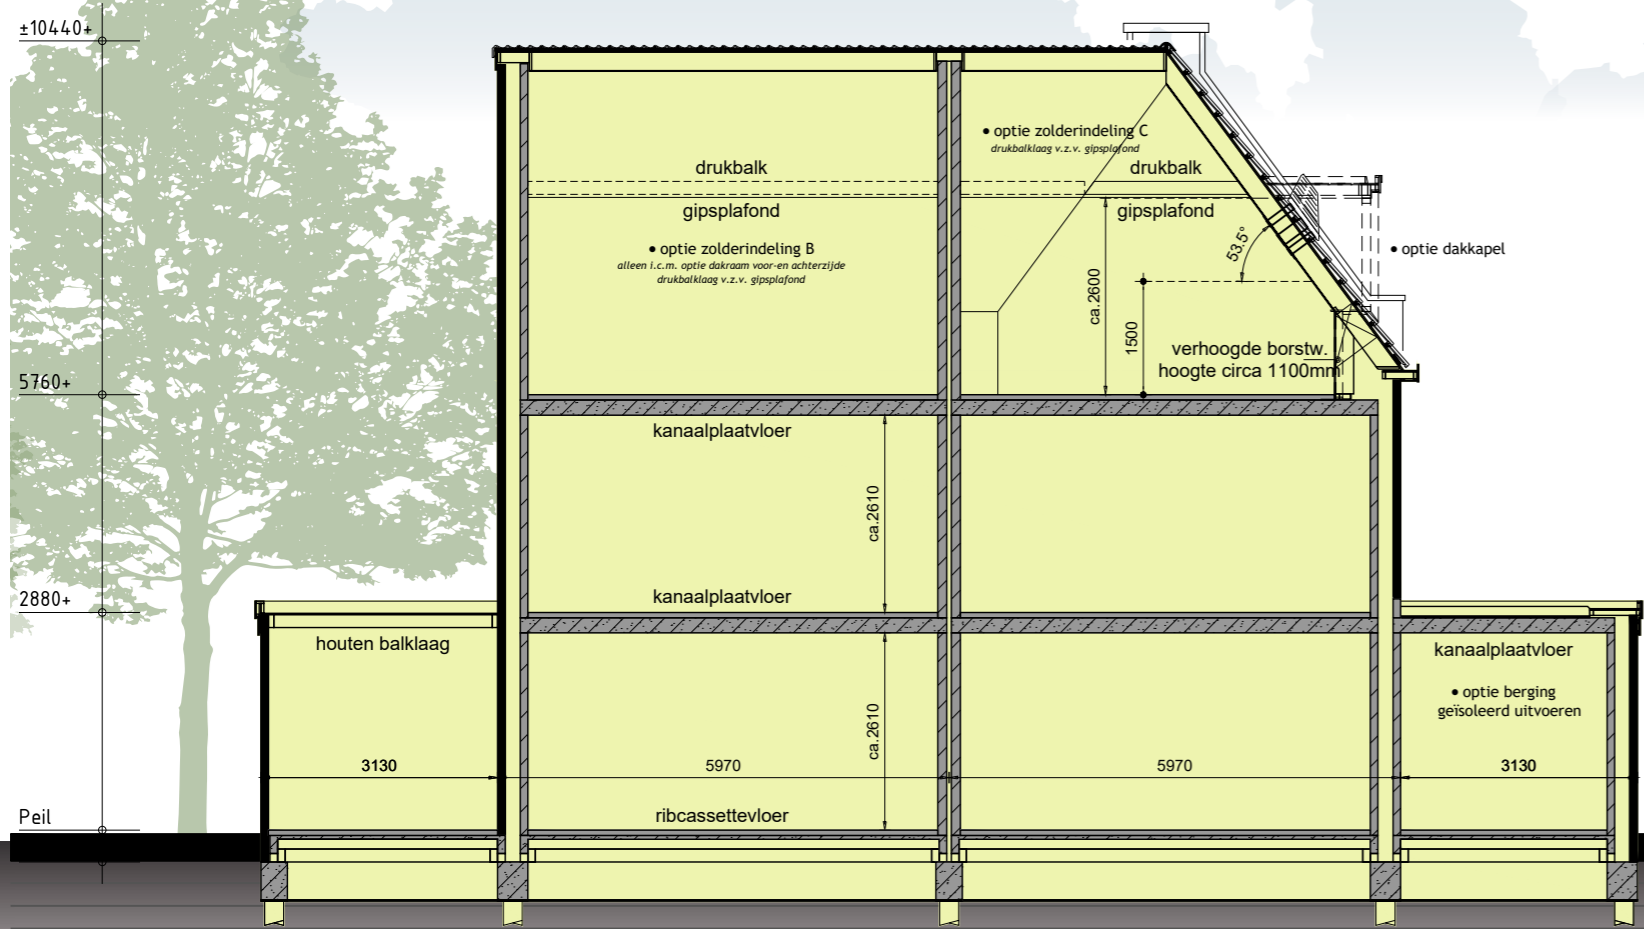 ±10440+
• optie zolderindeling C
drukbalklaag v.z.v. gipsplafond
drukbalk
drukbalk
gipsplafond
gipsplafond
• optie zolderindeling B
alleen i.c.m. optie dakraam voor-en achterzijde
drukbalklaag v.z.v. gipsplafond
53.5°
• optie dakkapel
ca.2600
1500
verhoogde borstw.
hoogte circa 1100mm
5760+
kanaalplaatvloer
ca.2610
kanaalplaatvloer
2880+
houten balklaag
kanaalplaatvloer
• optie berging
geïsoleerd uitvoeren
ca.2610
3130
5970
5970
3130
Peil
ribcassettevloer